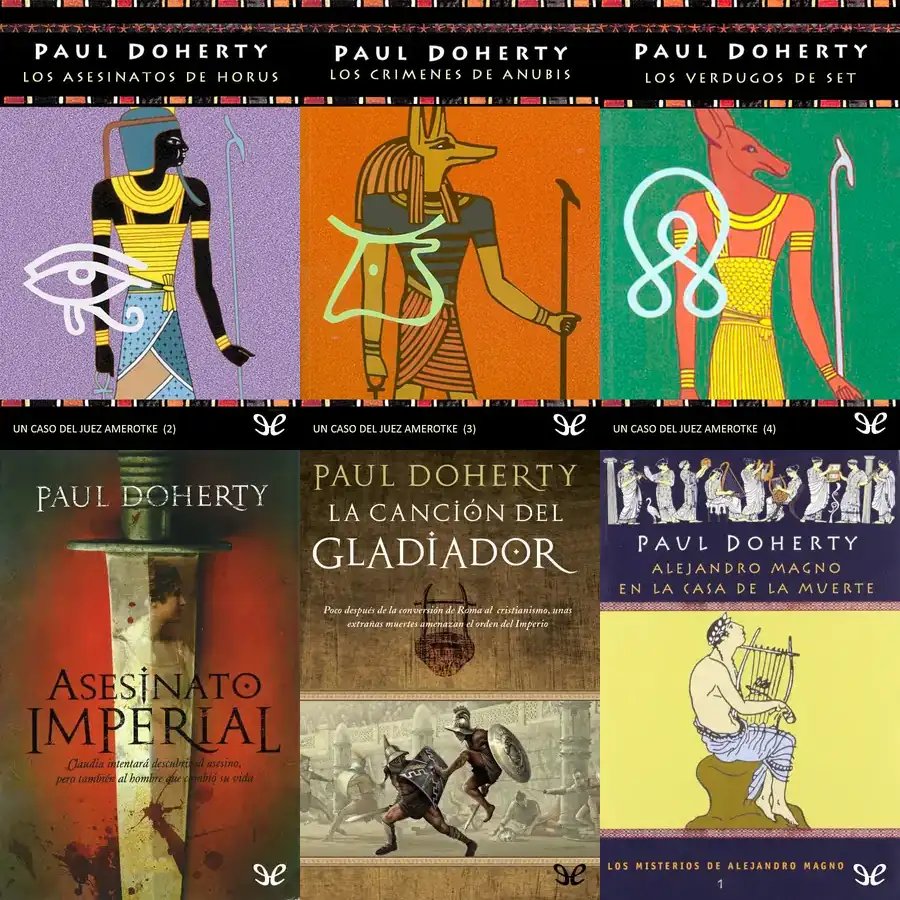 PAUL DOHERTY
LOS ASESINATOS DE HORUS
UN CASO DEL JUEZ AMEROTKE (2)
PAUL DOHERTY
LOS CRIMENES DE ANUBIS
UN CASO DEL JUEZ AMEROTKE (3)
PAUL DOHERTY
LOS VERDUGOS DE SET
UN CASO DEL JUEZ AMEROTKE (4)
PAUL DOHERTY
ASESINATO
IMPERIAL
Claudia intentará descubrir al asesino,
pero también al hombre que cambió su vida
PAUL DOHERTY
LA CANCIÓN DEL
GLADIADOR
Poco después de la conversión de Roma al cristianismo, unas
extrañas muertes amenazan el orden del Imperio
PAUL DOHERTY
ALEJANDRO MAGNO
EN LA CASA DE LA MUERTE
LOS MISTERIOS DE ALEJANDRO MAGNO
1